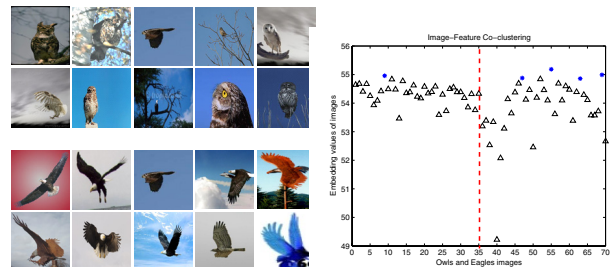 Image-Feature Co-clustering
Embedding values of images
56
55
54
53
52
51
50
49
0 5 10 15 20 25 30 35 40 45 50 55 60 65 70
Owls and Eagles images